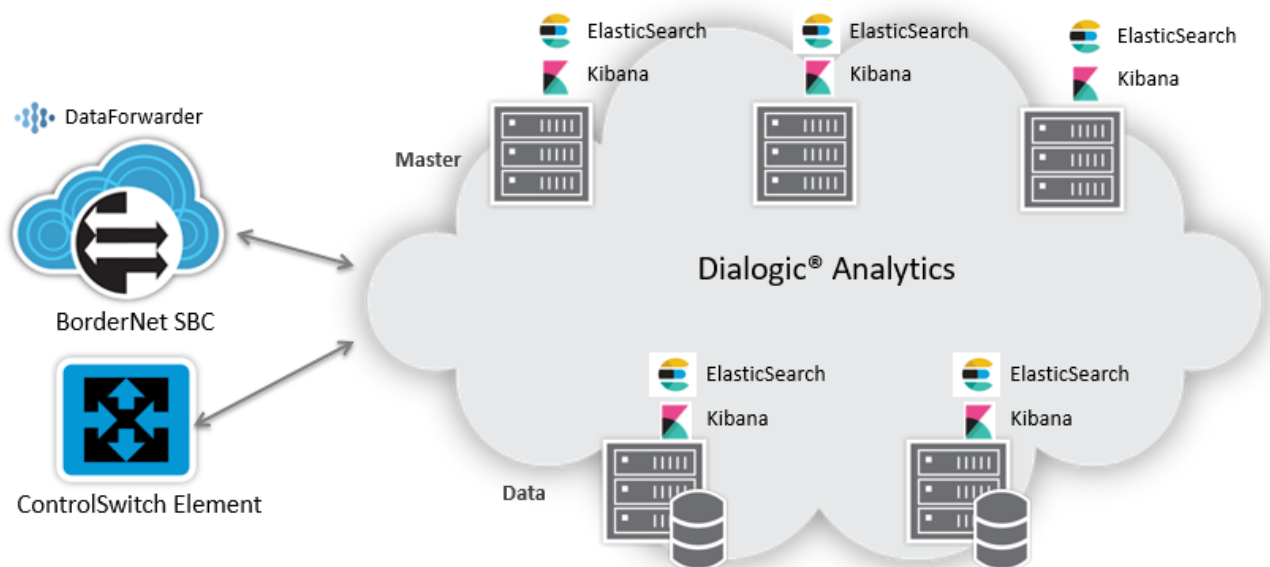 ElasticSearch
Kibana
ElasticSearch
Kibana
ElasticSearch
Kibana
DataForwarder
Master
BorderNet SBC
Dialogic® Analytics
ControlSwitch Element
ElasticSearch
Kibana
ElasticSearch
Kibana
Data